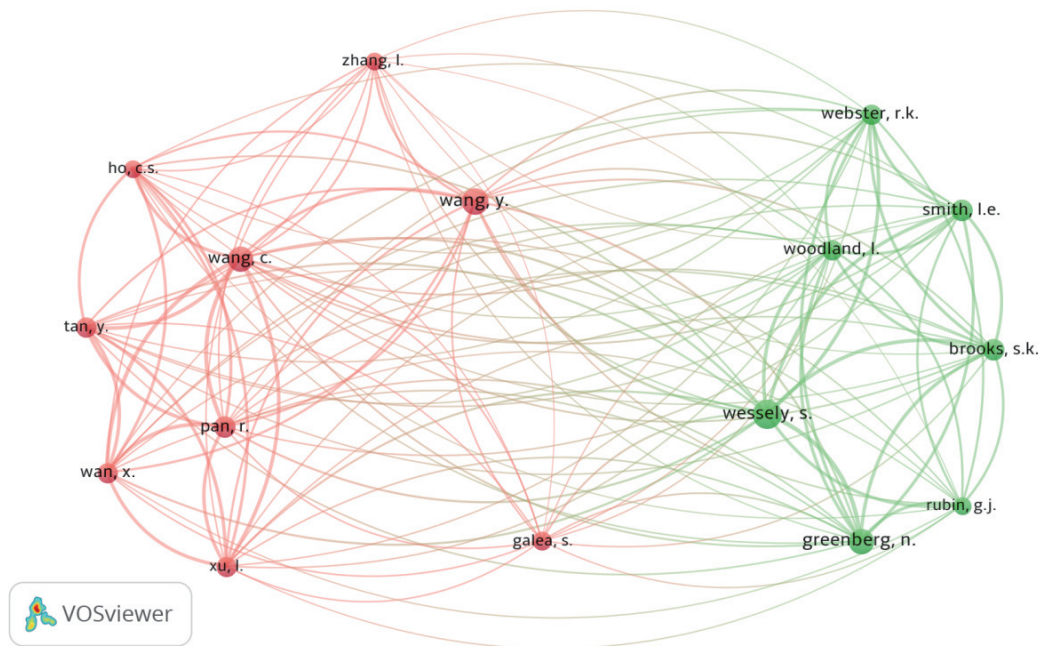 zhang, l.
webster, r.k.
ho, c.s.
wang, y.
smith, l.e.
woodland, l.
wang, c.
tan, y.
brooks, s.k.
wessely, s.
pan, r.
wan, x.
rubin, g.j.
galea, s.
greenberg, n.
xu, l.
VOSviewer